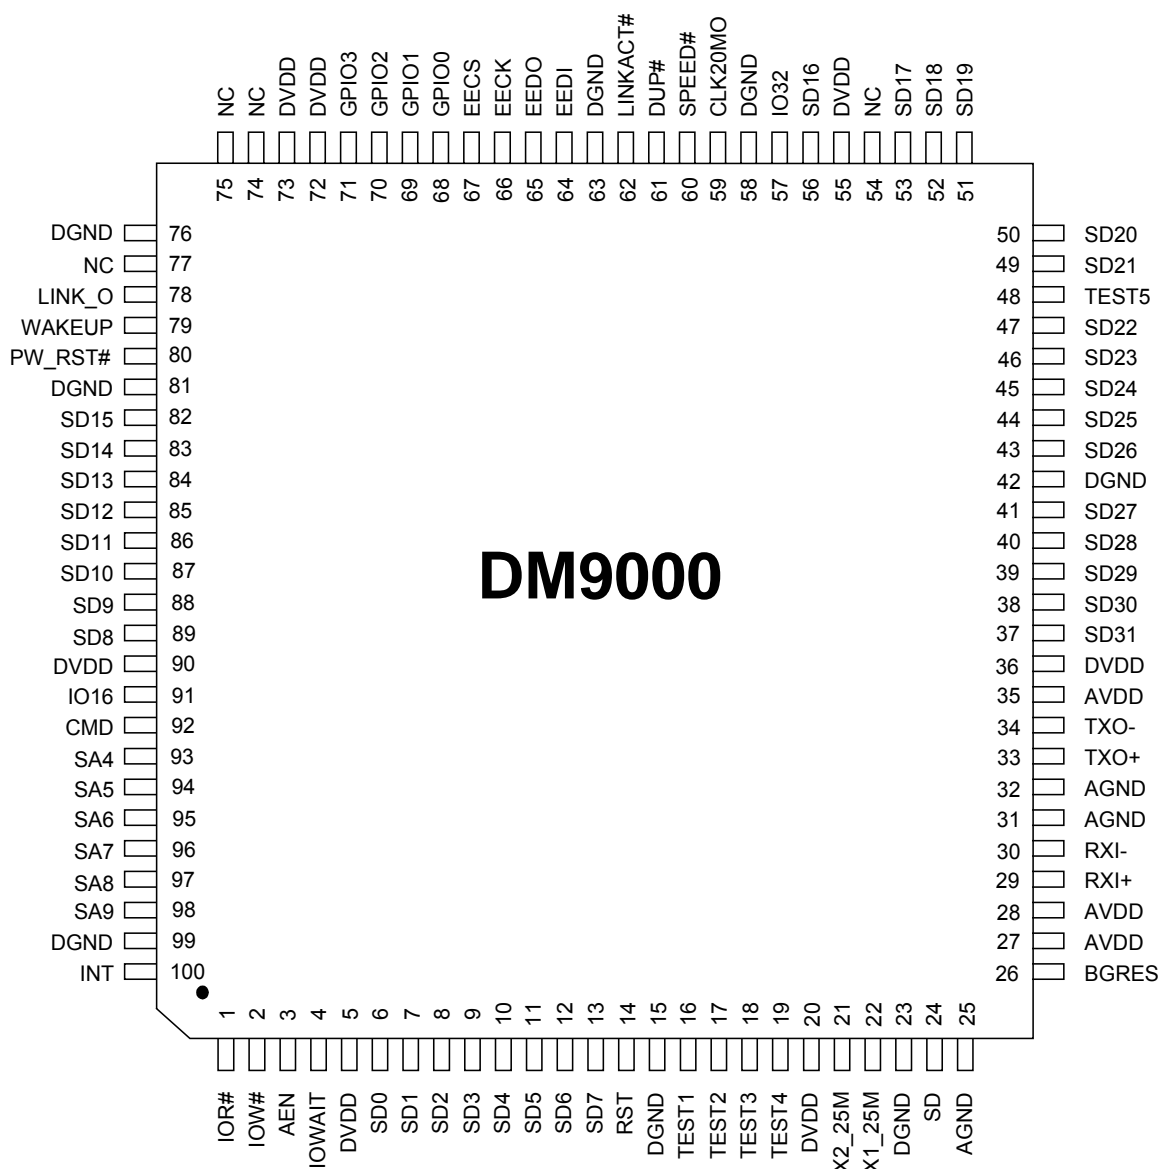 NC NC DVDD DVDD GPIO3 GPIO2 GPIO1 GPIO0 EECS EECK EEDO EEDI DGND LINKACT# DUP# SPEED# CLK20MO DGND IO32 SD16 DVDD NC SD17 SD18 SD19
75 74 73 72 71 70 69 68 67 66 65 64 63 62 61 60 59 58 57 56 55 54 53 52 51
DGND 76 50 SD20
NC 77 49 SD21
LINK_O 78 48 TEST5
WAKEUP 79 47 SD22
PW_RST# 80 46 SD23
DGND 81 45 SD24
SD15 82 44 SD25
SD14 83 43 SD26
SD13 84 42 DGND
SD12 85 41 SD27
SD11 86 40 SD28
SD10 87 39 SD29
DM9000
SD9 88 38 SD30
SD8 89 37 SD31
DVDD 90 36 DVDD
IO16 91 35 AVDD
CMD 92 34 TXO-
SA4 93 33 TXO+
SA5 94 32 AGND
SA6 95 31 AGND
SA7 96 30 RXI-
SA8 97 29 RXI+
SA9 98 28 AVDD
DGND 99 27 AVDD
INT 100 26 BGRES
1 2 3 4 5 6 7 8 9 10 11 12 13 14 15 16 17 18 19 20 21 22 23 24 25
IOR# IOW# AEN IOWAIT DVDD SD0 SD1 SD2 SD3 SD4 SD5 SD6 SD7 RST DGND TEST1 TEST2 TEST3 TEST4 DVDD X2_25M X1_25M DGND SD AGND